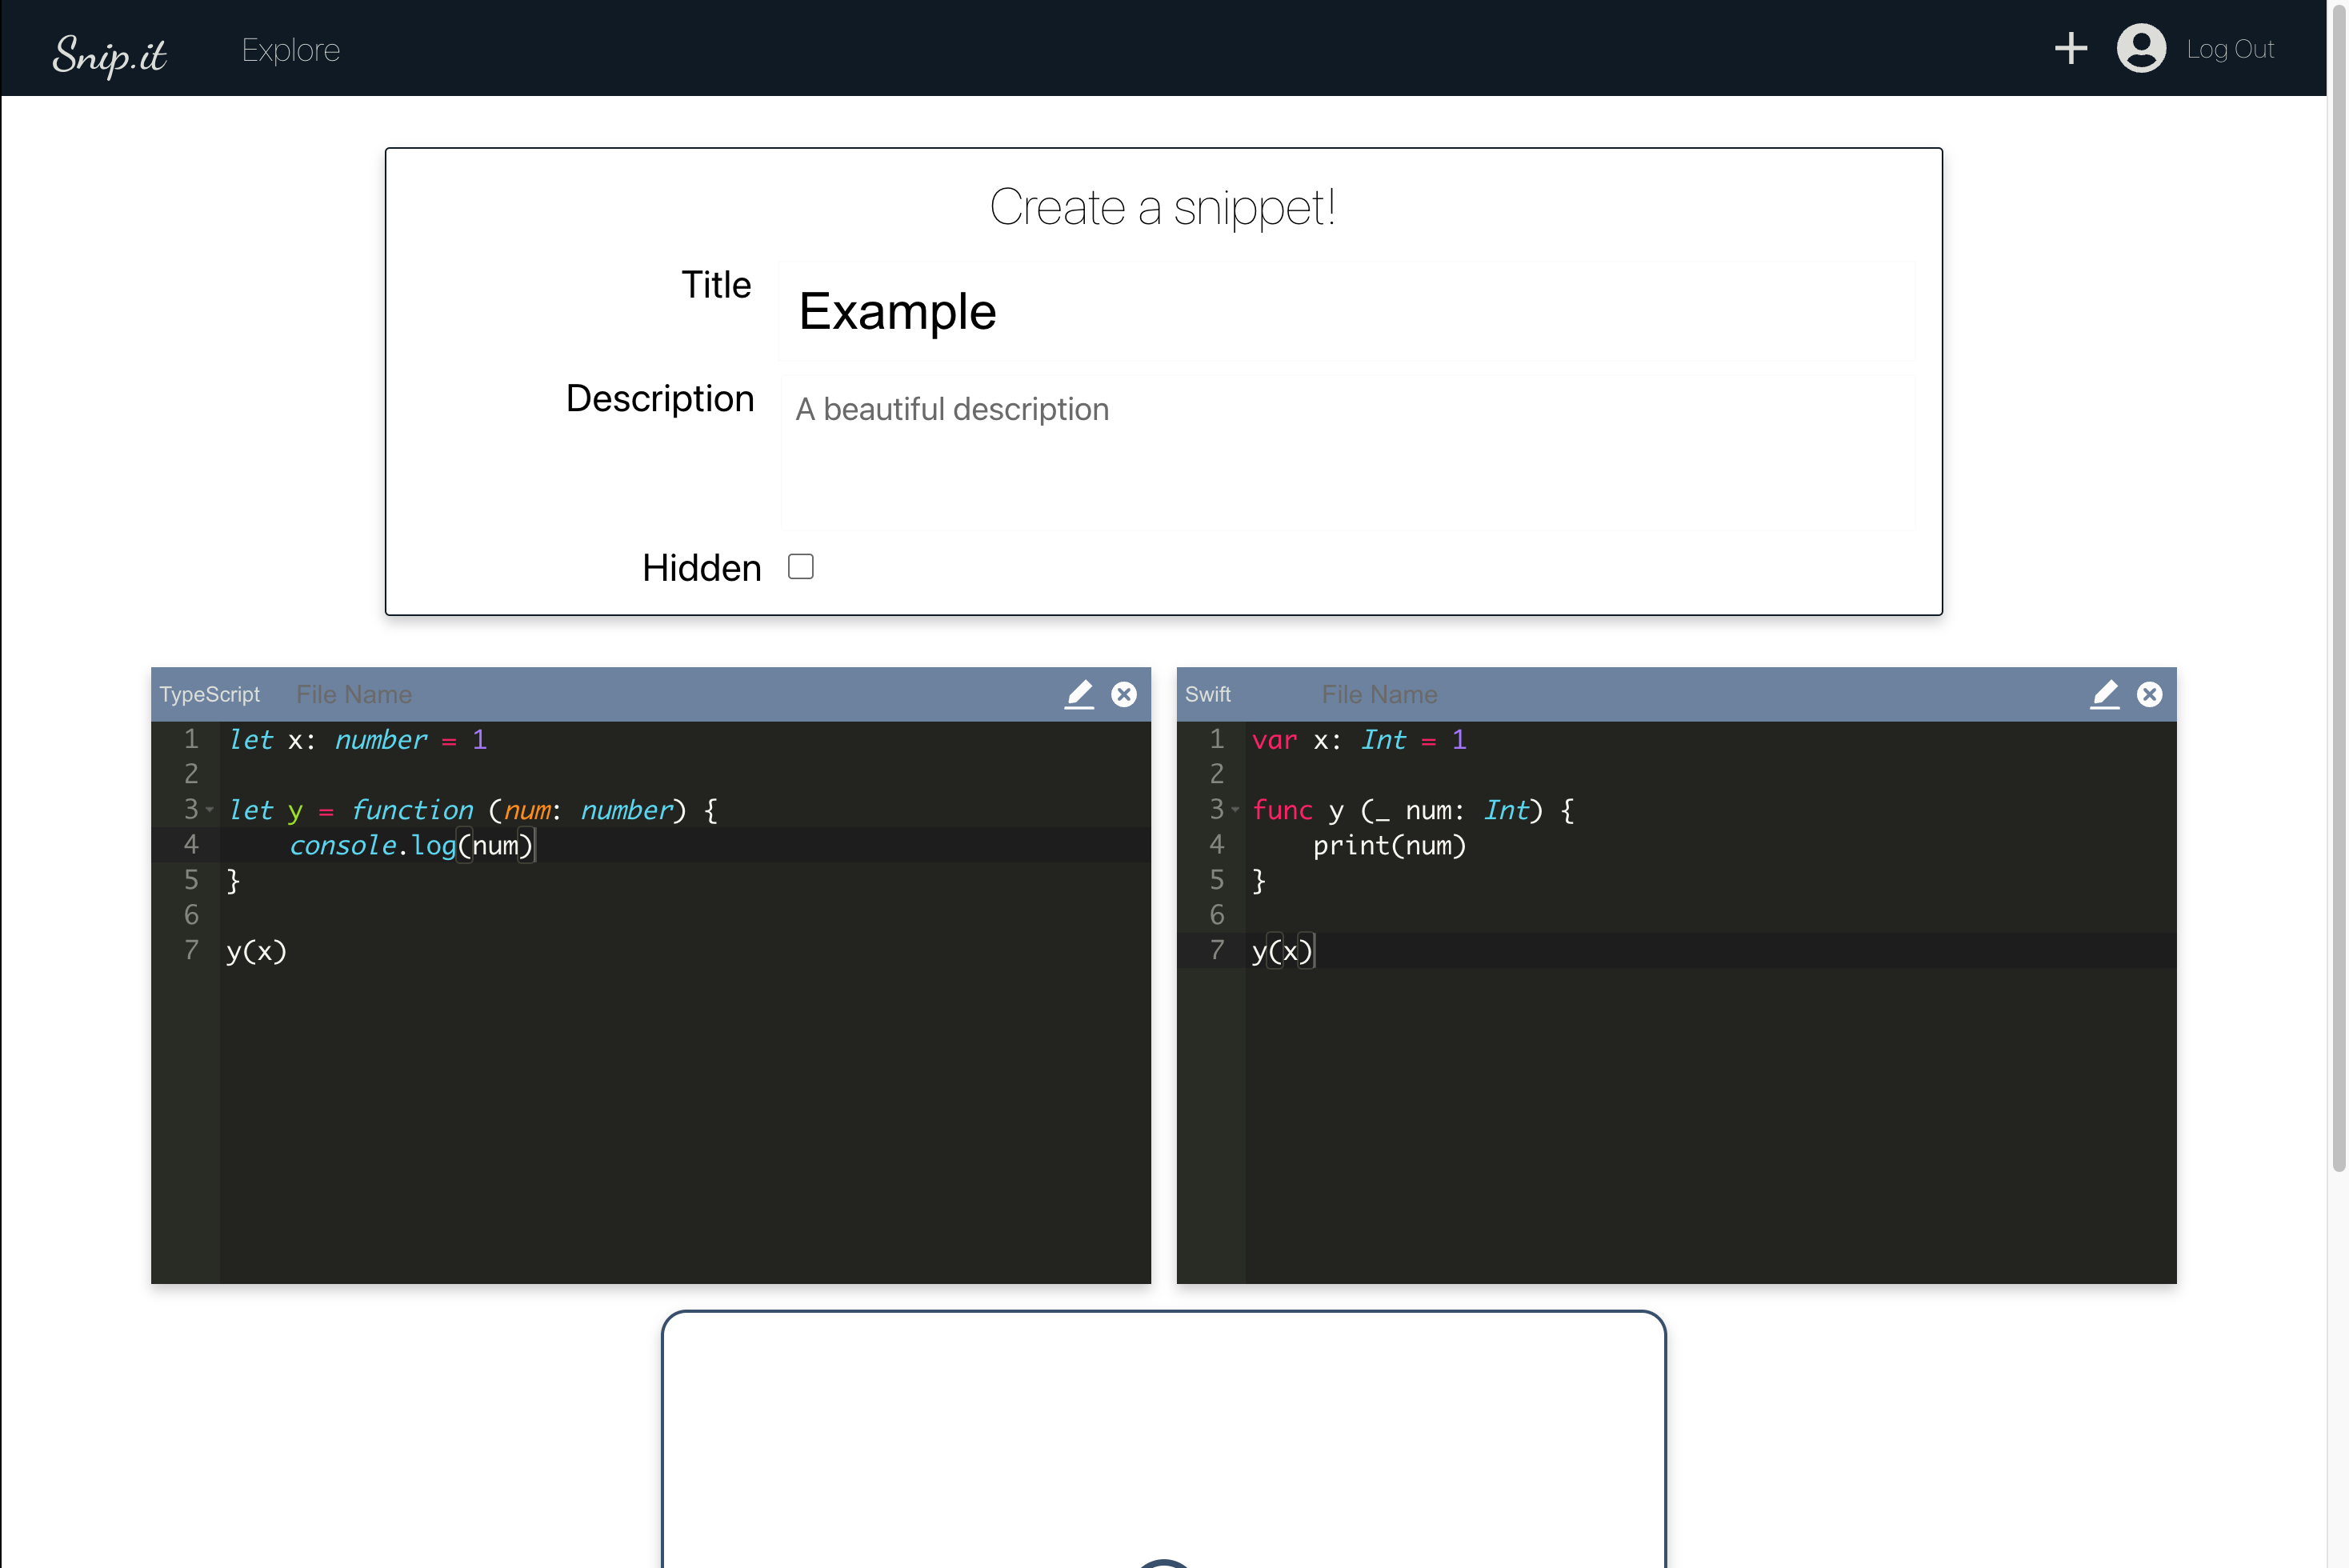 Snip.it Explore Log Out
Create a snippet!
Title Example
Description A beautiful description
Hidden
TypeScript File Name
1 let x: number = 1
2
3 let y = function (num: number) {
4     console.log(num)
5 }
6
7 y(x)
Swift File Name
1 var x: Int = 1
2
3 func y (_ num: Int) {
4     print(num)
5 }
6
7 y(x)